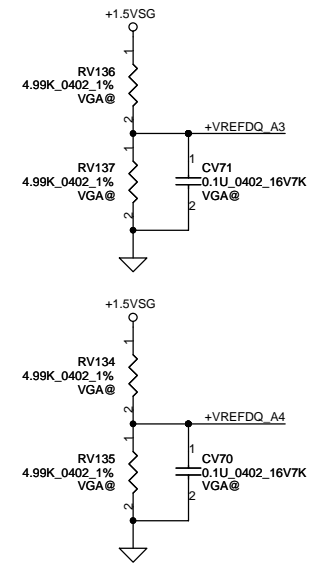 +1.5VSG
1
RV136
4.99K_0402_1%
VGA@
2
+VREFDQ_A3
1
RV137
4.99K_0402_1%
VGA@
2
1
CV71
0.1U_0402_16V7K
VGA@
2
+1.5VSG
1
RV134
4.99K_0402_1%
VGA@
2
+VREFDQ_A4
1
RV135
4.99K_0402_1%
VGA@
2
1
CV70
0.1U_0402_16V7K
VGA@
2